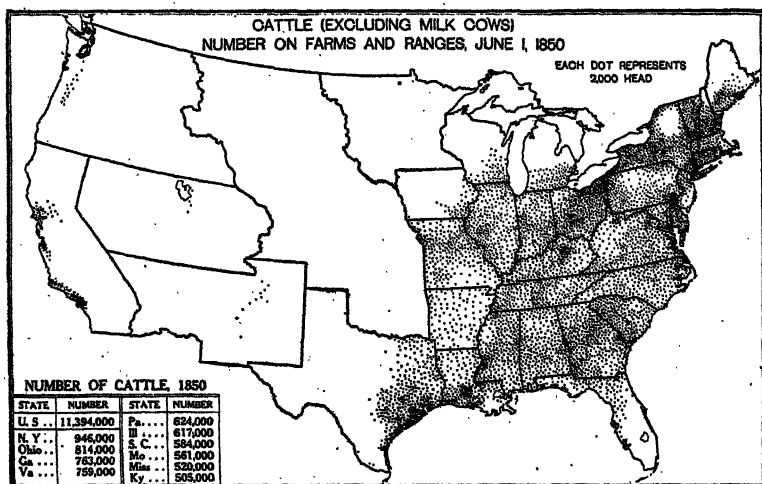 CATTLE (EXCLUDING MILK COWS)
NUMBER ON FARMS AND RANGES, JUNE 1, 1850
EACH DOT REPRESENTS
2,000 HEAD
NUMBER OF CATTLE, 1850
STATE NUMBER STATE NUMBER
U. S.. 11,394,000 Pa.... 624,000
N. Y... 946,000 Ill.... 617,000
Ohio... 814,000 S. C... 584,000
Ga ... 763,000 Mo ... 561,000
Va ... 759,000 Miss ... 520,000
Ky ... 505,000